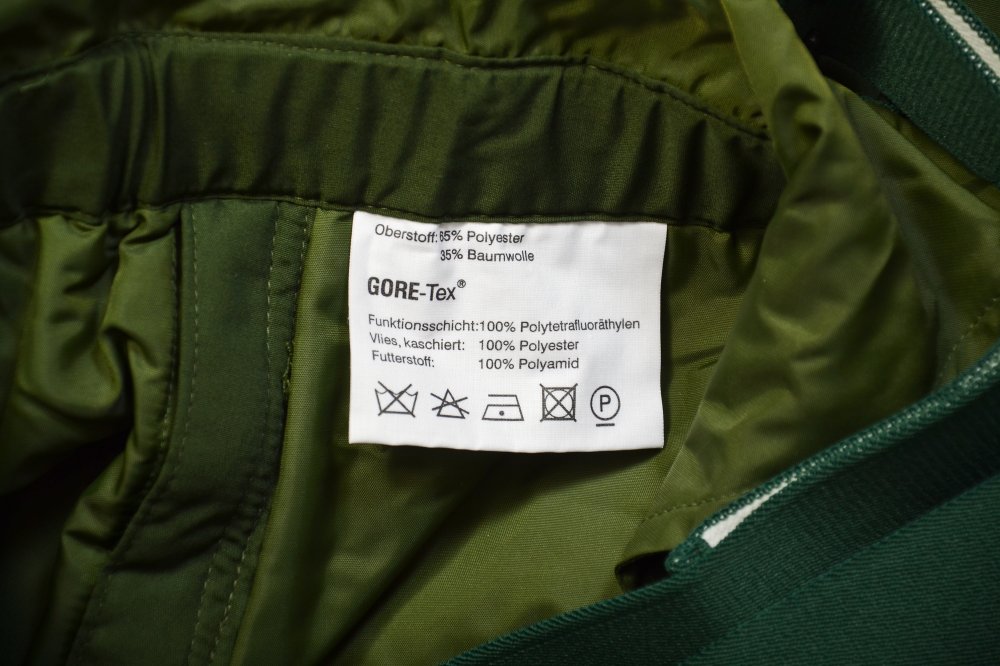 Oberstoff: 65% Polyester
35% Baumwolle
GORE-Tex®
Funktionsschicht: 100% Polytetrafluoräthylen
Vlies, kaschiert: 100% Polyester
Futterstoff: 100% Polyamid
P